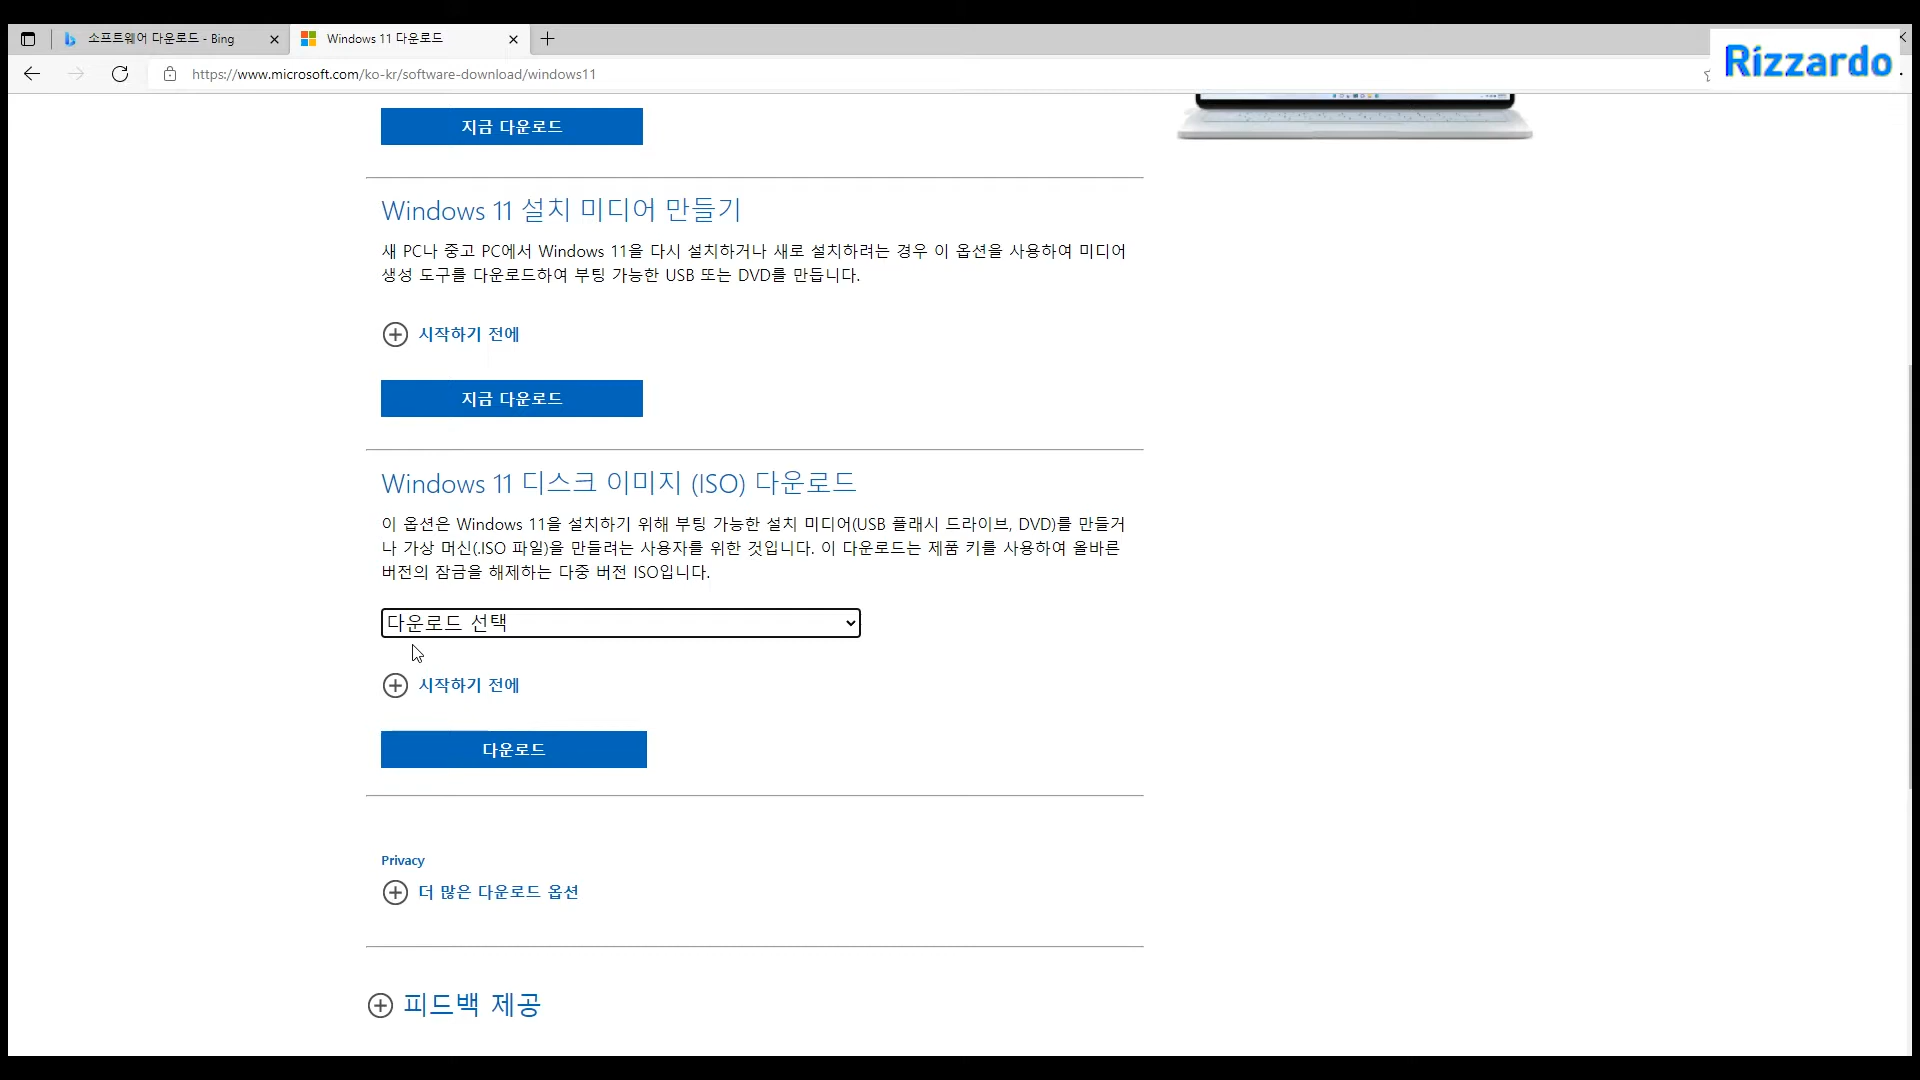 소프트웨어 다운로드 - Bing
Windows 11 다운로드
https://www.microsoft.com/ko-kr/software-download/windows11
Rizzardo
지금 다운로드
Windows 11 설치 미디어 만들기
새 PC나 중고 PC에서 Windows 11을 다시 설치하거나 새로 설치하려는 경우 이 옵션을 사용하여 미디어
생성 도구를 다운로드하여 부팅 가능한 USB 또는 DVD를 만듭니다.
시작하기 전에
지금 다운로드
Windows 11 디스크 이미지 (ISO) 다운로드
이 옵션은 Windows 11을 설치하기 위해 부팅 가능한 설치 미디어(USB 플래시 드라이브, DVD)를 만들거
나 가상 머신(.ISO 파일)을 만들려는 사용자를 위한 것입니다. 이 다운로드는 제품 키를 사용하여 올바른
버전의 잠금을 해제하는 다중 버전 ISO입니다.
다운로드 선택
시작하기 전에
다운로드
Privacy
더 많은 다운로드 옵션
피드백 제공